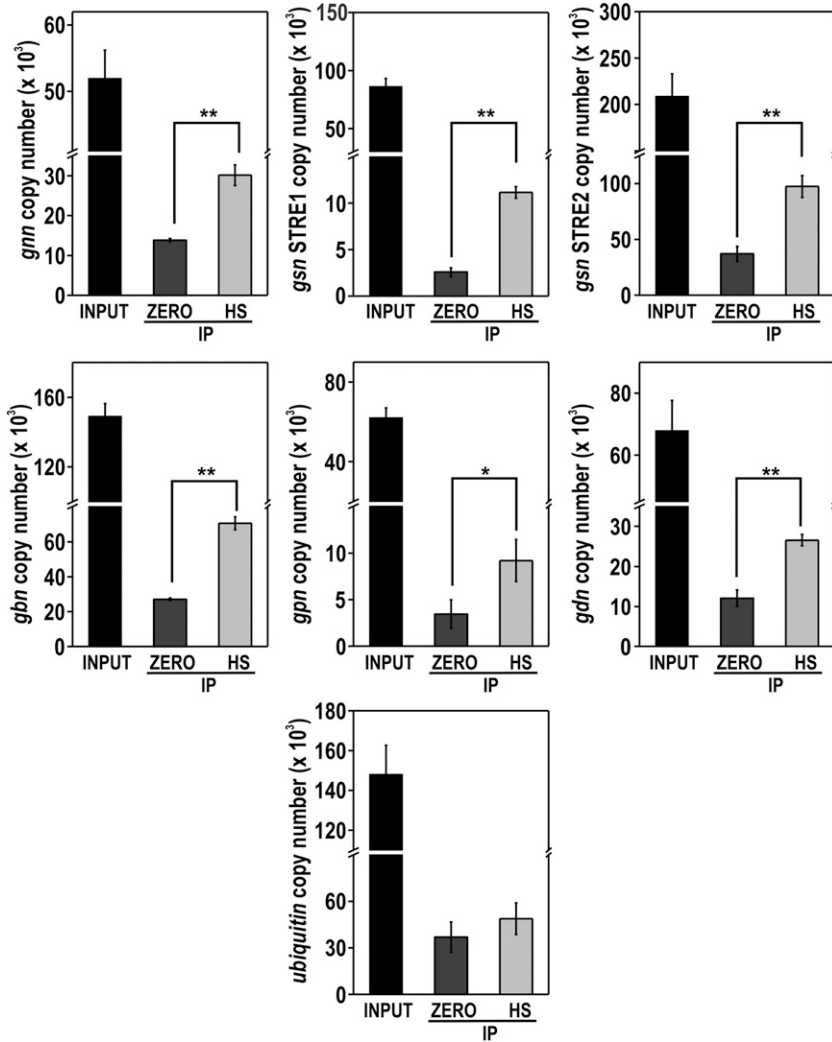 gnn copy number (x 10³)
60
50
30
20
10
0
**
INPUT ZERO HS
IP
gsn STRE1 copy number (x 10³)
150
100
50
10
5
0
**
INPUT ZERO HS
IP
gsn STRE2 copy number (x 10³)
300
200
100
50
0
**
INPUT ZERO HS
IP
gbn copy number (x 10³)
160
120
60
40
20
0
**
INPUT ZERO HS
IP
gpn copy number (x 10³)
80
40
10
5
0
*
INPUT ZERO HS
IP
gdn copy number (x 10³)
80
60
30
20
10
0
**
INPUT ZERO HS
IP
ubiquitin copy number (x 10³)
180
160
140
120
60
30
0
INPUT ZERO HS
IP